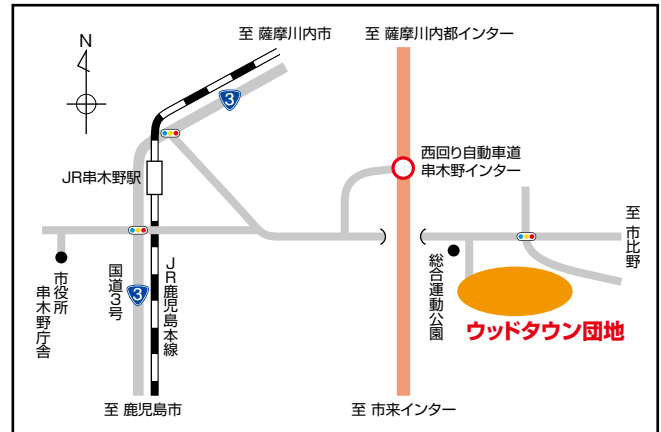 N
至 薩摩川内市
至 薩摩川内都インター
3
JR串木野駅
西回り自動車道
串木野インター
至 市比野
市役所
串木野庁舎
国道3号
3
JR鹿児島本線
総合運動公園
ウッドタウン団地
至 鹿児島市
至 市来インター